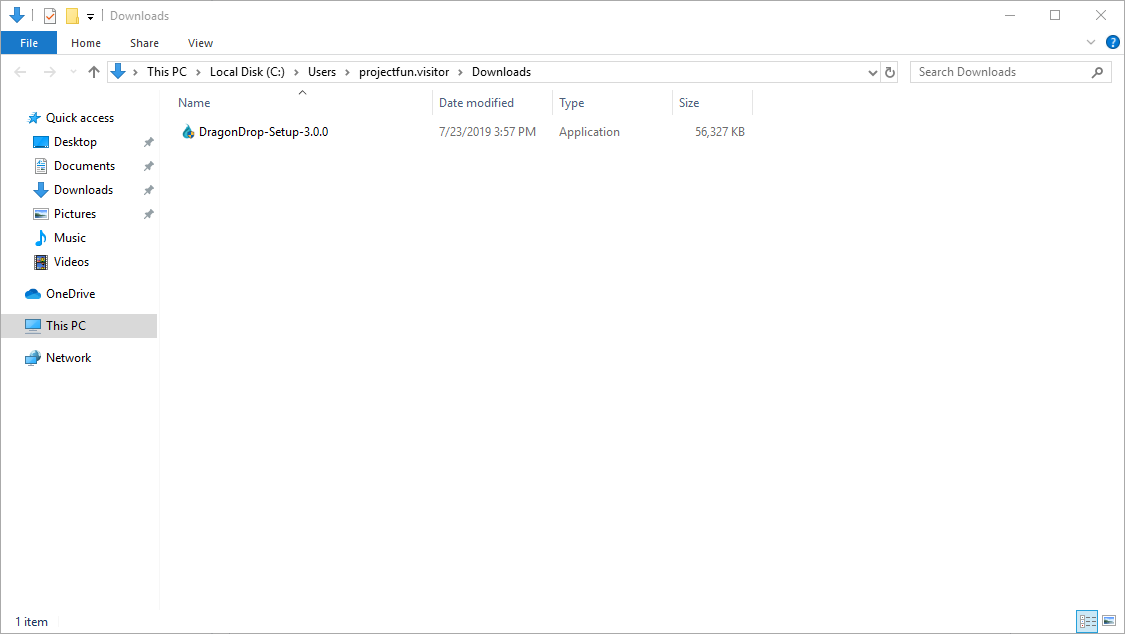 Downloads
File Home Share View
This PC Local Disk (C:) Users projectfun.visitor Downloads Search Downloads
Name Date modified Type Size
DragonDrop-Setup-3.0.0 7/23/2019 3:57 PM Application 56,327 KB
Quick access
Desktop
Documents
Downloads
Pictures
Music
Videos
OneDrive
This PC
Network
1 item